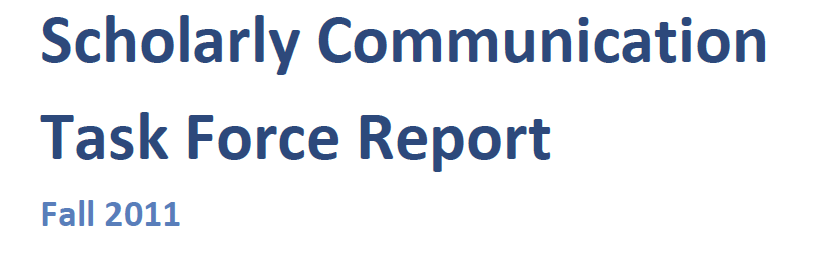 Scholarly Communication
Task Force Report
Fall 2011